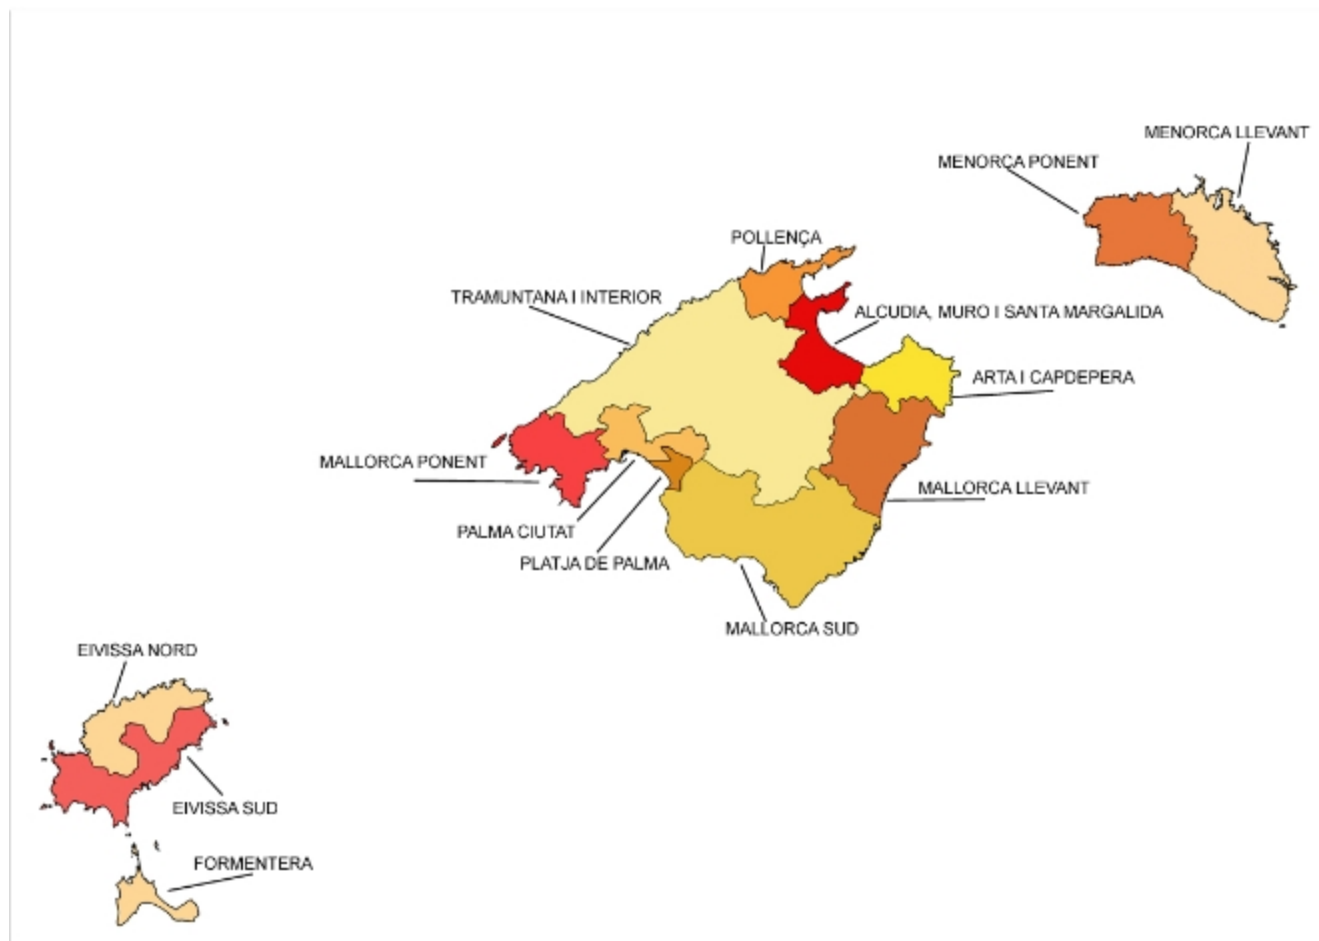 MENORCA LLEVANT
MENORCA PONENT
POLLENÇA
TRAMUNTANA I INTERIOR
ALCUDIA, MURO I SANTA MARGALIDA
ARTA I CAPDEPERA
MALLORCA PONENT
MALLORCA LLEVANT
PALMA CIUTAT
PLATJA DE PALMA
MALLORCA SUD
EIVISSA NORD
EIVISSA SUD
FORMENTERA